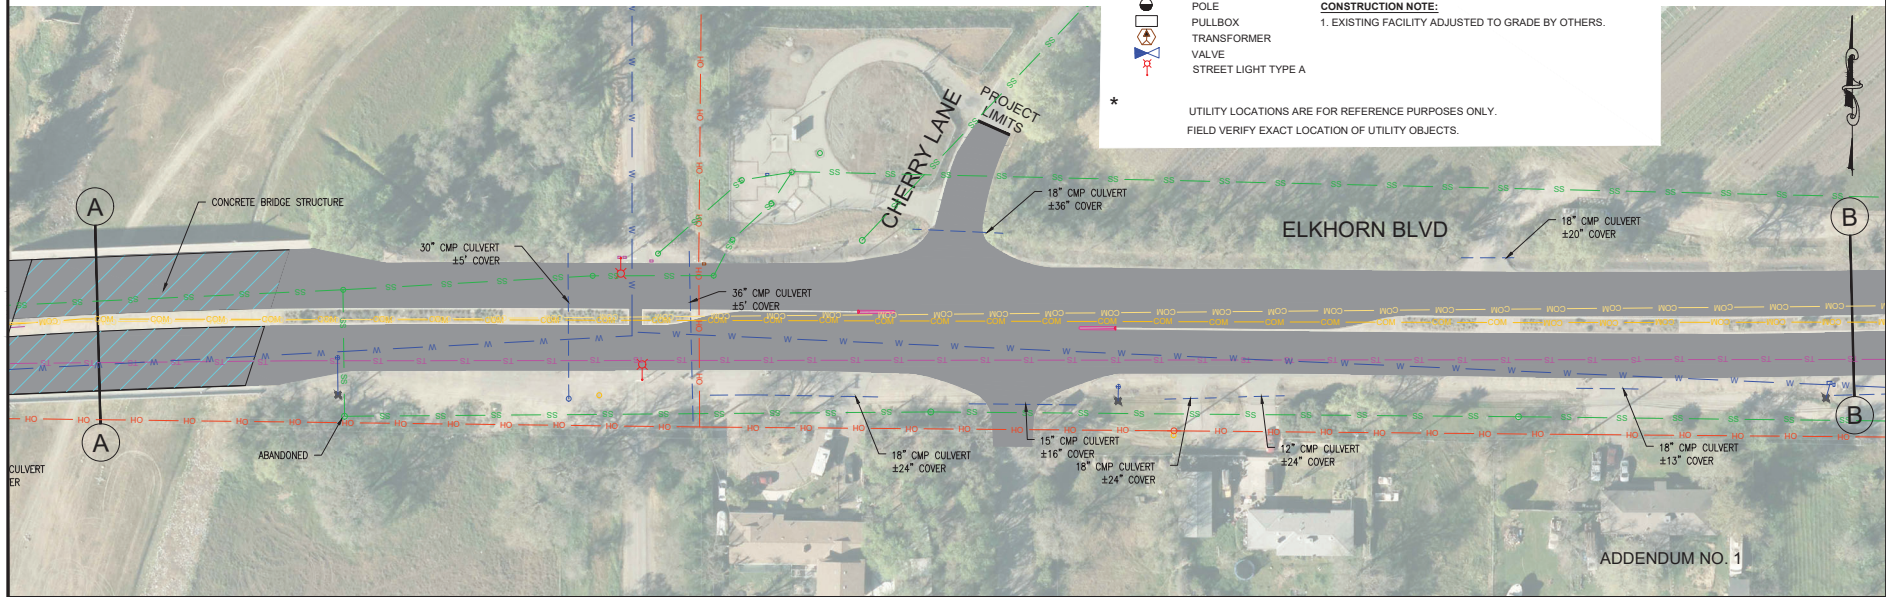 POLE
PULLBOX
TRANSFORMER
VALVE
STREET LIGHT TYPE A
CONSTRUCTION NOTE:
1. EXISTING FACILITY ADJUSTED TO GRADE BY OTHERS.
*
UTILITY LOCATIONS ARE FOR REFERENCE PURPOSES ONLY.
FIELD VERIFY EXACT LOCATION OF UTILITY OBJECTS.
PROJECT
LIMITS
CHERRY LANE
A
CONCRETE BRIDGE STRUCTURE
18" CMP CULVERT
±36" COVER
ELKHORN BLVD
18" CMP CULVERT
±20" COVER
B
30" CMP CULVERT
±5' COVER
36" CMP CULVERT
±5' COVER
A
ABANDONED
CULVERT
ER
18" CMP CULVERT
±24" COVER
15" CMP CULVERT
±16" COVER
18" CMP CULVERT
±24" COVER
12" CMP CULVERT
±24" COVER
18" CMP CULVERT
±13" COVER
B
ADDENDUM NO. 1
SS
W
OH
COM
TS